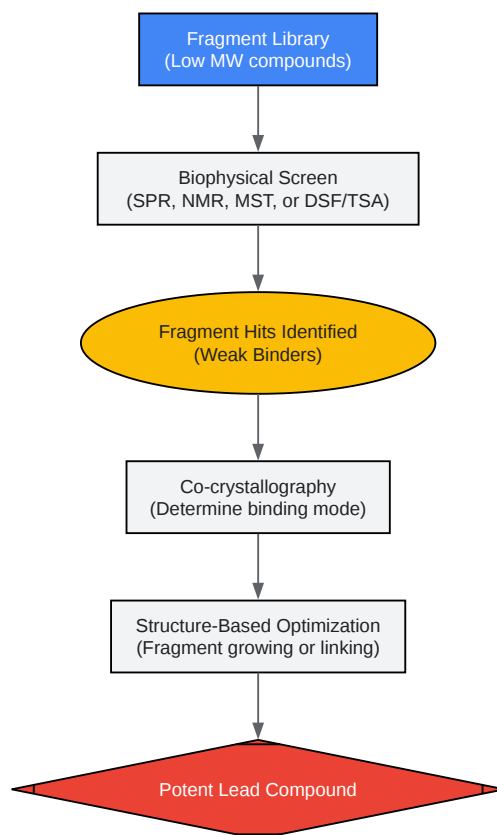 Fragment Library
(Low MW compounds)
Biophysical Screen
(SPR, NMR, MST, or DSF/TSA)
Fragment Hits Identified
(Weak Binders)
Co-crystallography
(Determine binding mode)
Structure-Based Optimization
(Fragment growing or linking)
Potent Lead Compound